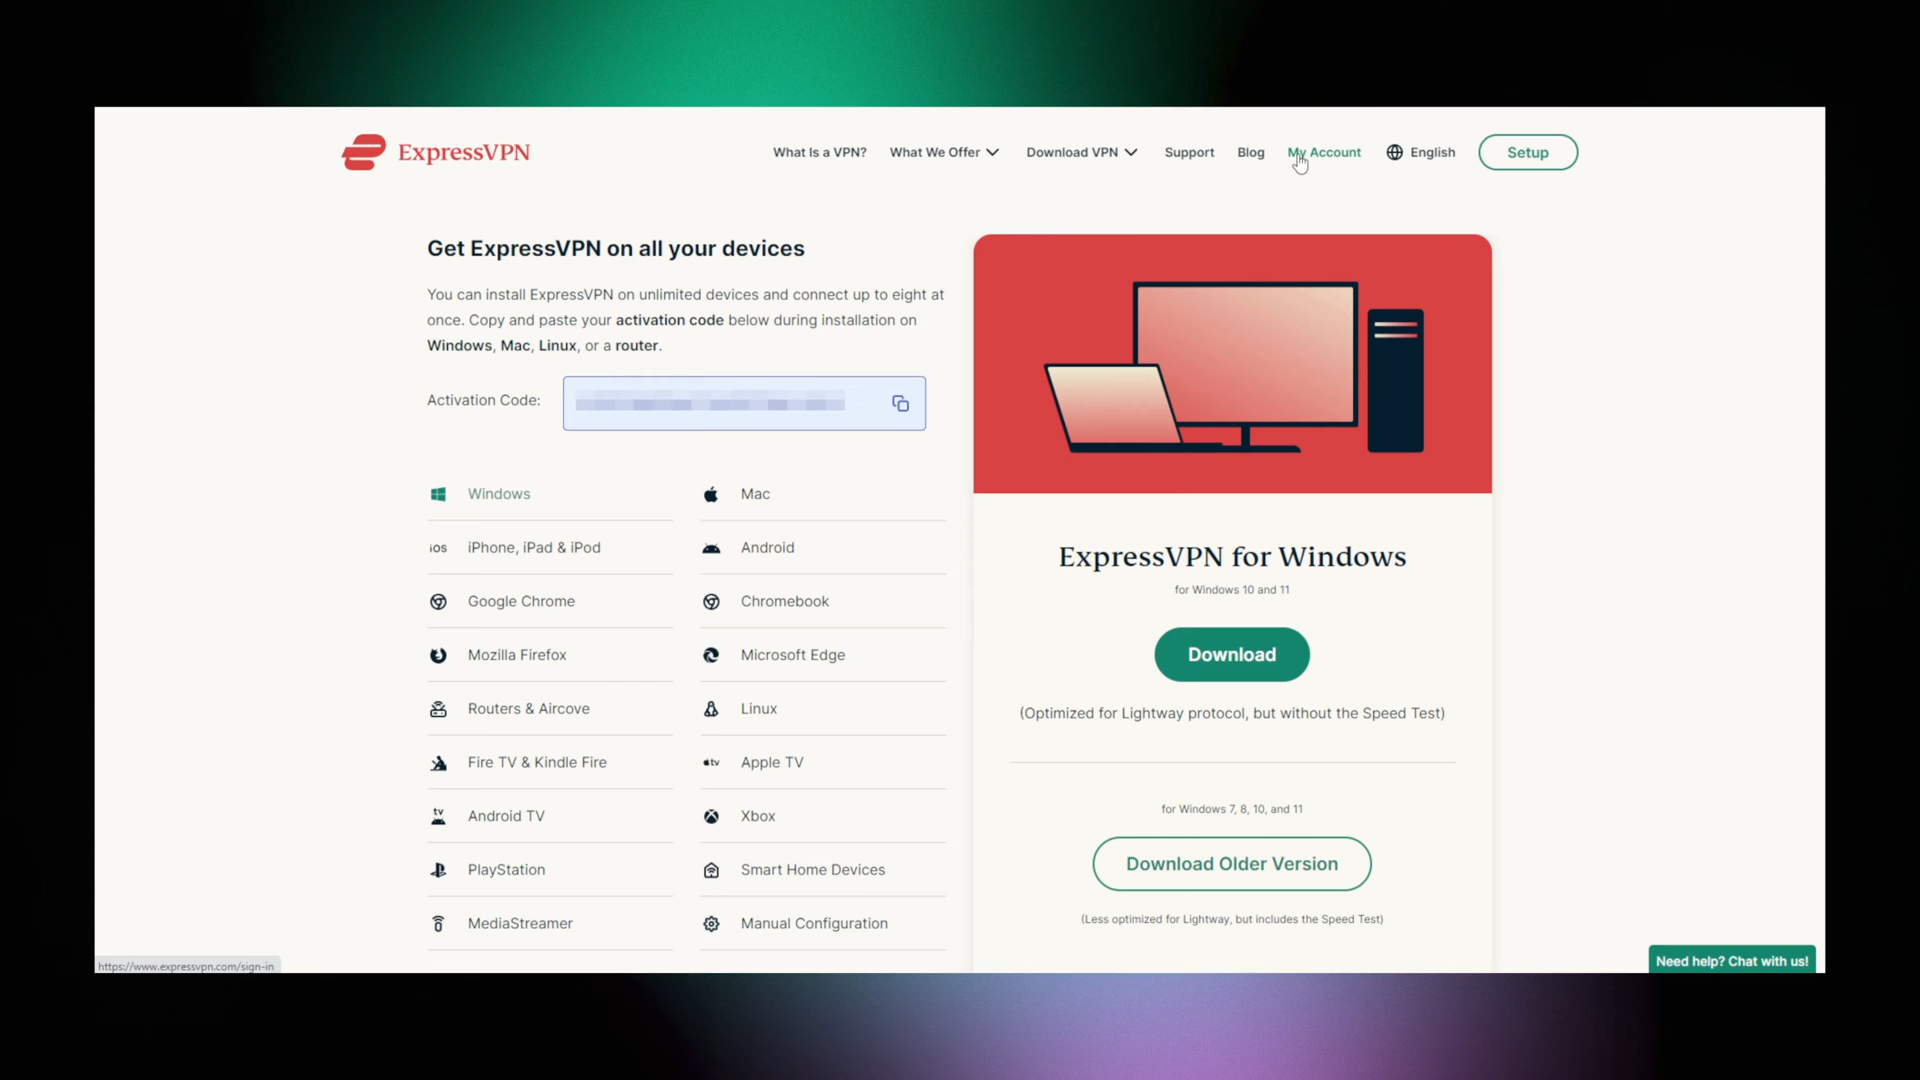 ExpressVPN
What Is a VPN?
What We Offer
Download VPN
Support
Blog
My Account
English
Setup
Get ExpressVPN on all your devices
You can install ExpressVPN on unlimited devices and connect up to eight at
once. Copy and paste your activation code below during installation on
Windows, Mac, Linux, or a router.
Activation Code:
Windows
Mac
iOS iPhone, iPad & iPod
Android
Google Chrome
Chromebook
Mozilla Firefox
Microsoft Edge
Routers & Aircove
Linux
Fire TV & Kindle Fire
tv Apple TV
tv Android TV
Xbox
PlayStation
Smart Home Devices
MediaStreamer
Manual Configuration
ExpressVPN for Windows
for Windows 10 and 11
Download
(Optimized for Lightway protocol, but without the Speed Test)
for Windows 7, 8, 10, and 11
Download Older Version
(Less optimized for Lightway, but includes the Speed Test)
https://www.expressvpn.com/sign-in
Need help? Chat with us!